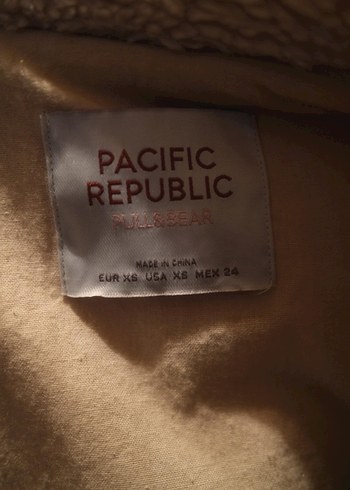 PACIFIC
REPUBLIC
PULL&BEAR
MADE IN CHINA
EUR XS USA XS MEX 24